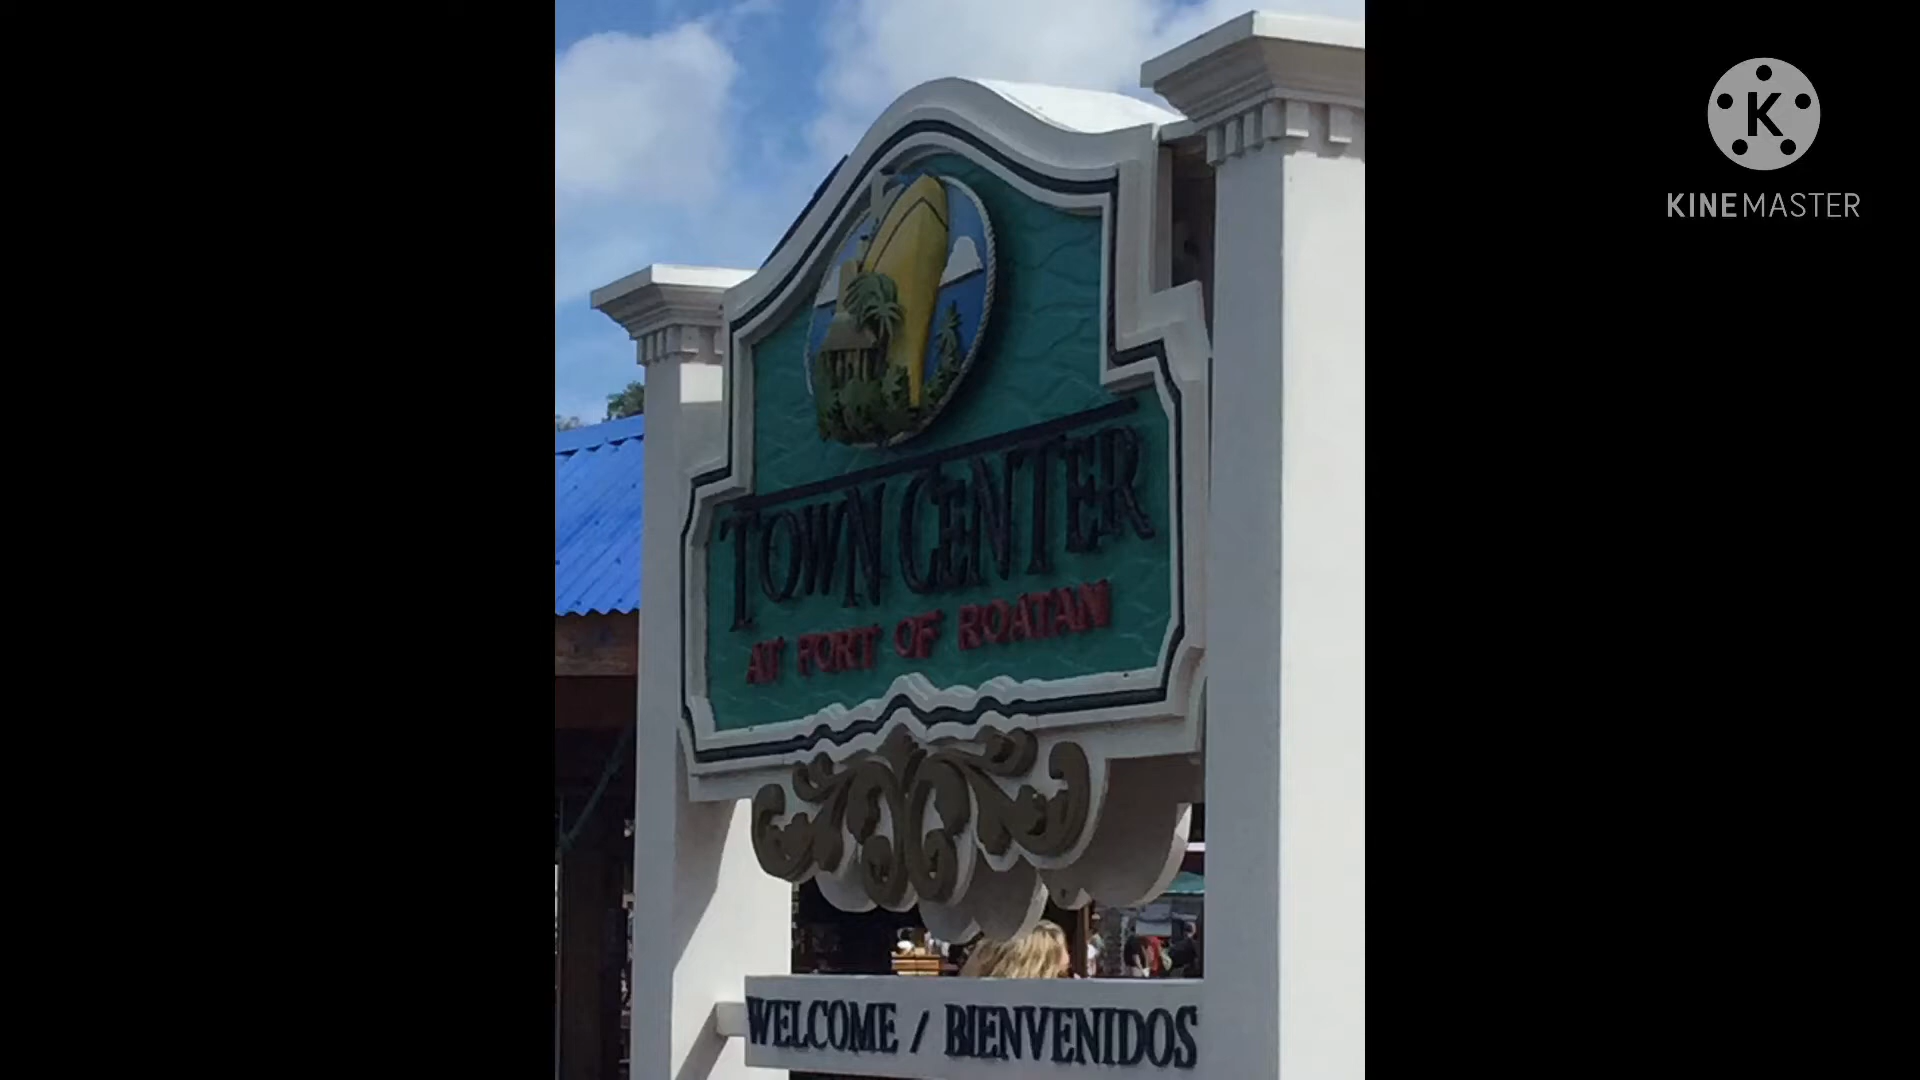 K
KINEMASTER
TOWN CENTER
AT PORT OF ROATAN
WELCOME / BIENVENIDOS